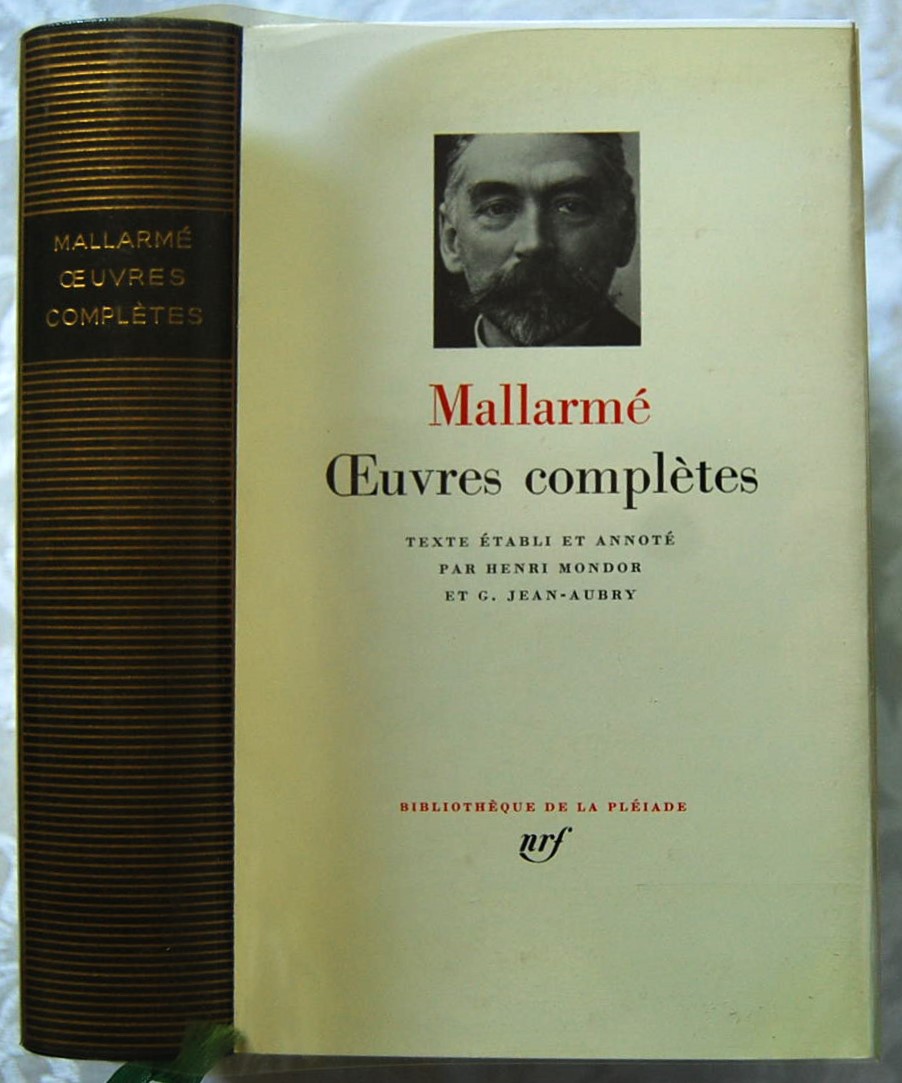 MALLARMÉ
ŒUVRES
COMPLÈTES
Mallarmé
Œuvres complètes
TEXTE ÉTABLI ET ANNOTÉ
PAR HENRI MONDOR
ET G. JEAN-AUBRY
BIBLIOTHÈQUE DE LA PLÉIADE
nrf